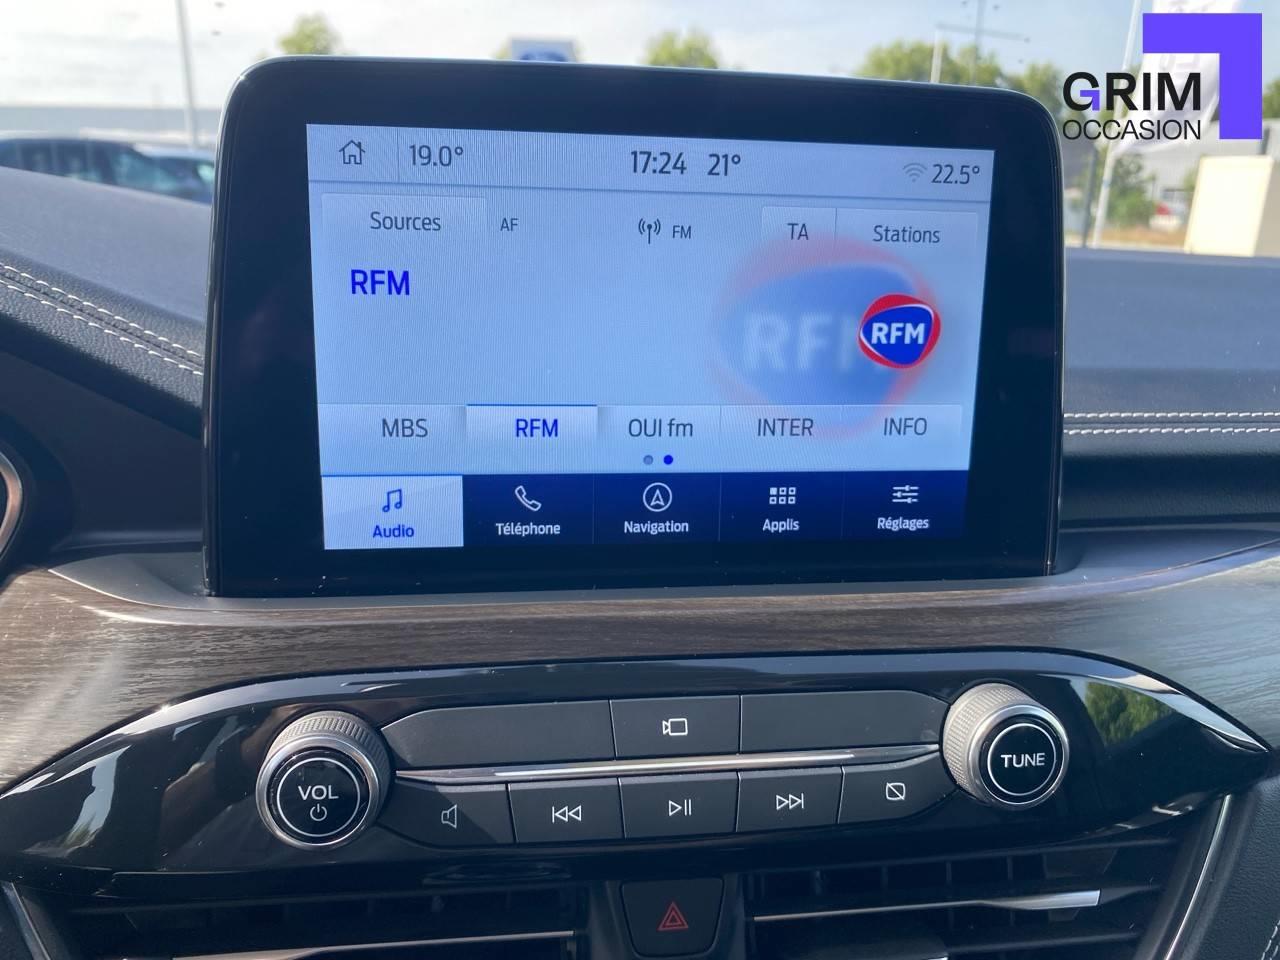 GRIM
OCCASION
19.0°
17:24 21°
22.5°
Sources
AF
FM
TA
Stations
RFM
RFM
RFM
MBS
RFM
OUI fm
INTER
INFO
Audio
Téléphone
Navigation
Applis
Réglages
VOL
TUNE